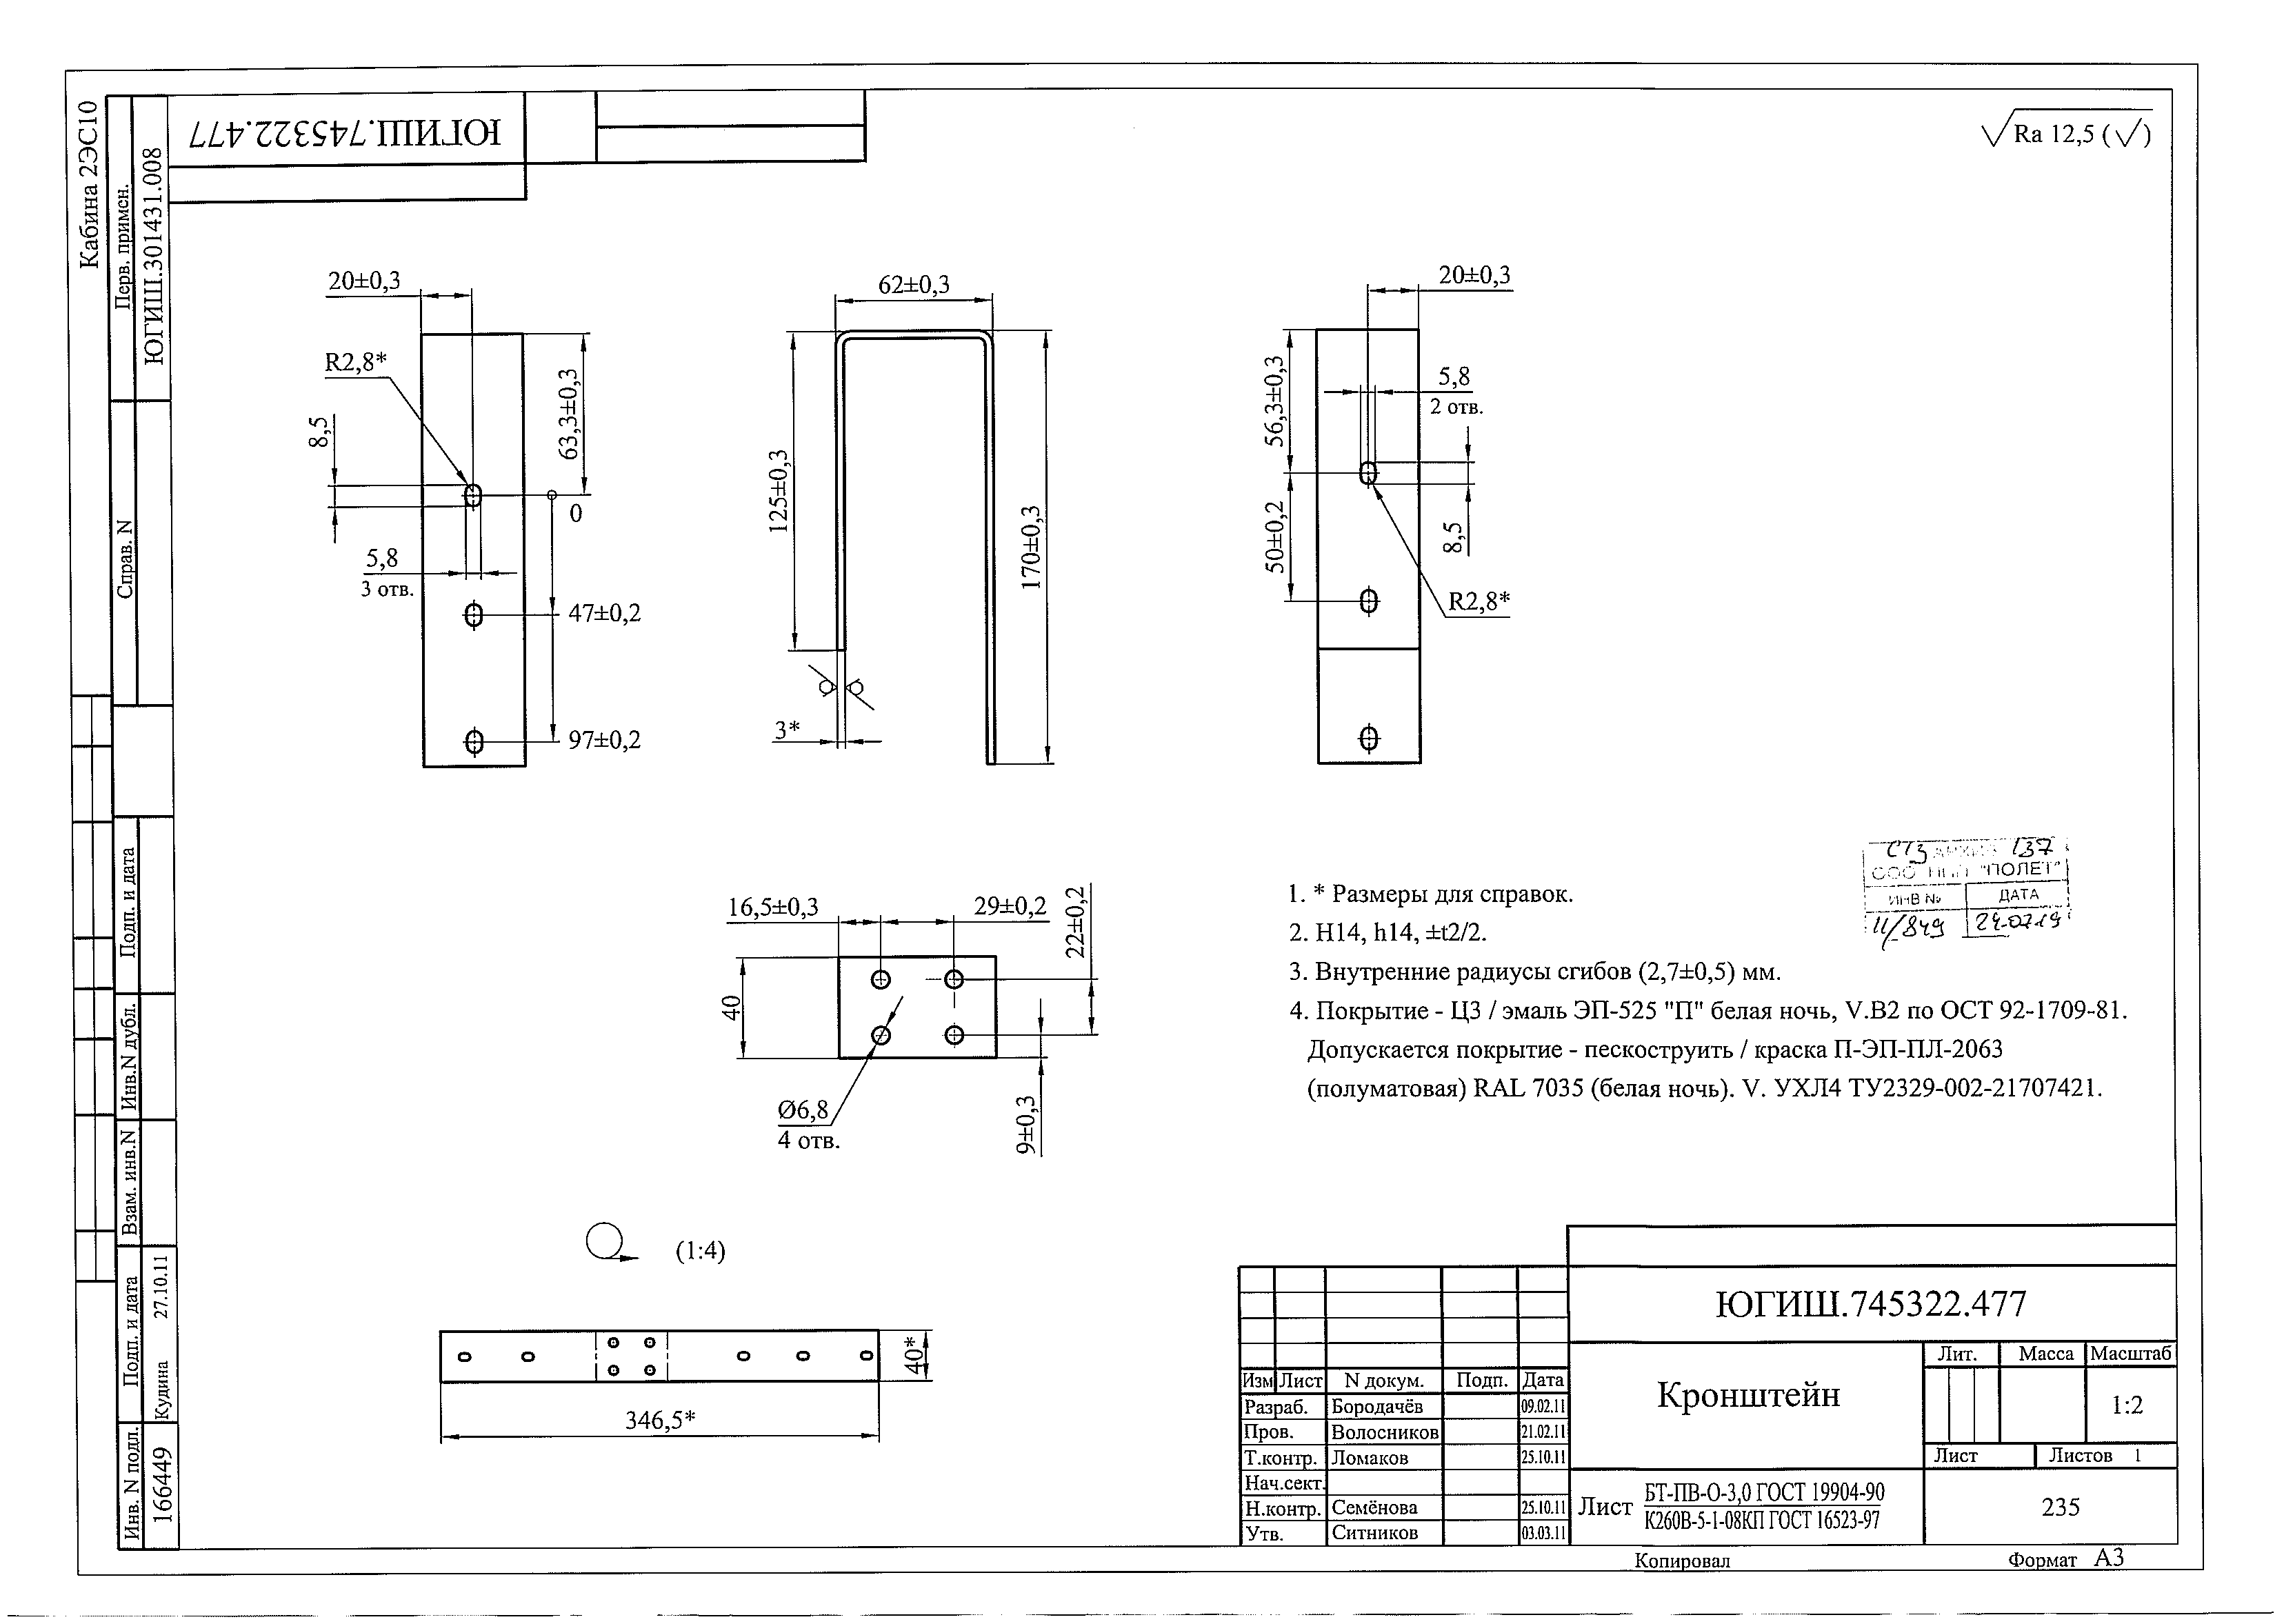 Кабина 2ЭС10
Перв. примен.
ЮГИШ.301431.008
Справ. N
Подп. и дата
Инв.N дубл.
Взам. инв.N
Подп. и дата
Кудина 27.10.11
Инв. N подл.
166449
ЮГИШ.745322.477
Ra 12,5 ( )
20±0,3
R2,8*
8,5
63,3±0,3
0
5,8
3 отв.
47±0,2
97±0,2
62±0,3
125±0,3
170±0,3
3*
20±0,3
56,3±0,3
5,8
2 отв.
50±0,2
8,5
R2,8*
16,5±0,3
29±0,2
22±0,2
40
Ø6,8
4 отв.
9±0,3
(1:4)
40*
346,5*
СТЗ АРХИВ 137
ООО НПП "ПОЛЕТ"
ИНВ № ДАТА
11/849 24.07.19
1. * Размеры для справок.
2. H14, h14, ±t2/2.
3. Внутренние радиусы сгибов (2,7±0,5) мм.
4. Покрытие - Ц3 / эмаль ЭП-525 "П" белая ночь, V.В2 по ОСТ 92-1709-81.
Допускается покрытие - пескоструить / краска П-ЭП-ПЛ-2063
(полуматовая) RAL 7035 (белая ночь). V. УХЛ4 ТУ2329-002-21707421.
ЮГИШ.745322.477
Изм Лист N докум. Подп. Дата
Разраб. Бородачёв 09.02.11
Пров. Волосников 21.02.11
Т.контр. Ломаков 25.10.11
Нач.сект.
Н.контр. Семёнова 25.10.11
Утв. Ситников 03.03.11
Кронштейн
Лит. Масса Масштаб
1:2
Лист Листов 1
Лист БТ-ПВ-О-3,0 ГОСТ 19904-90
К260В-5-1-08КП ГОСТ 16523-97
235
Копировал Формат А3